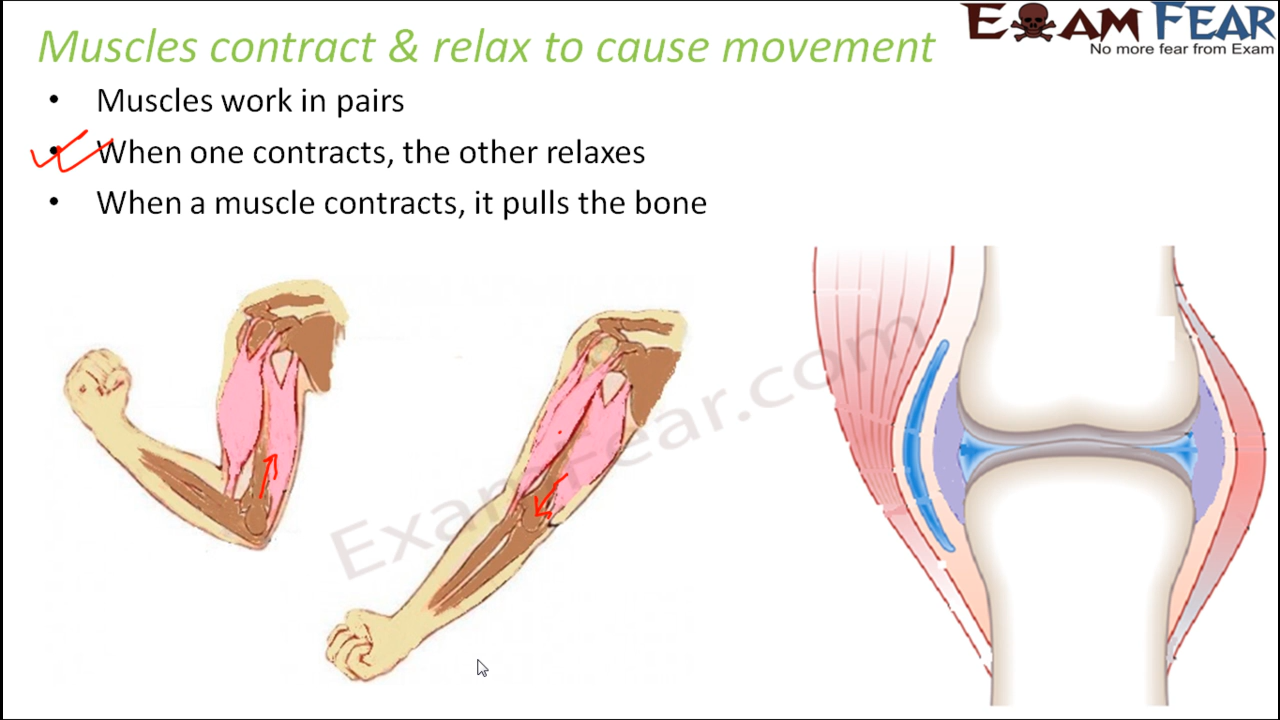 EXAM FEAR
No more fear from Exam
Muscles contract & relax to cause movement
• Muscles work in pairs
• When one contracts, the other relaxes
• When a muscle contracts, it pulls the bone
ExamFear.com